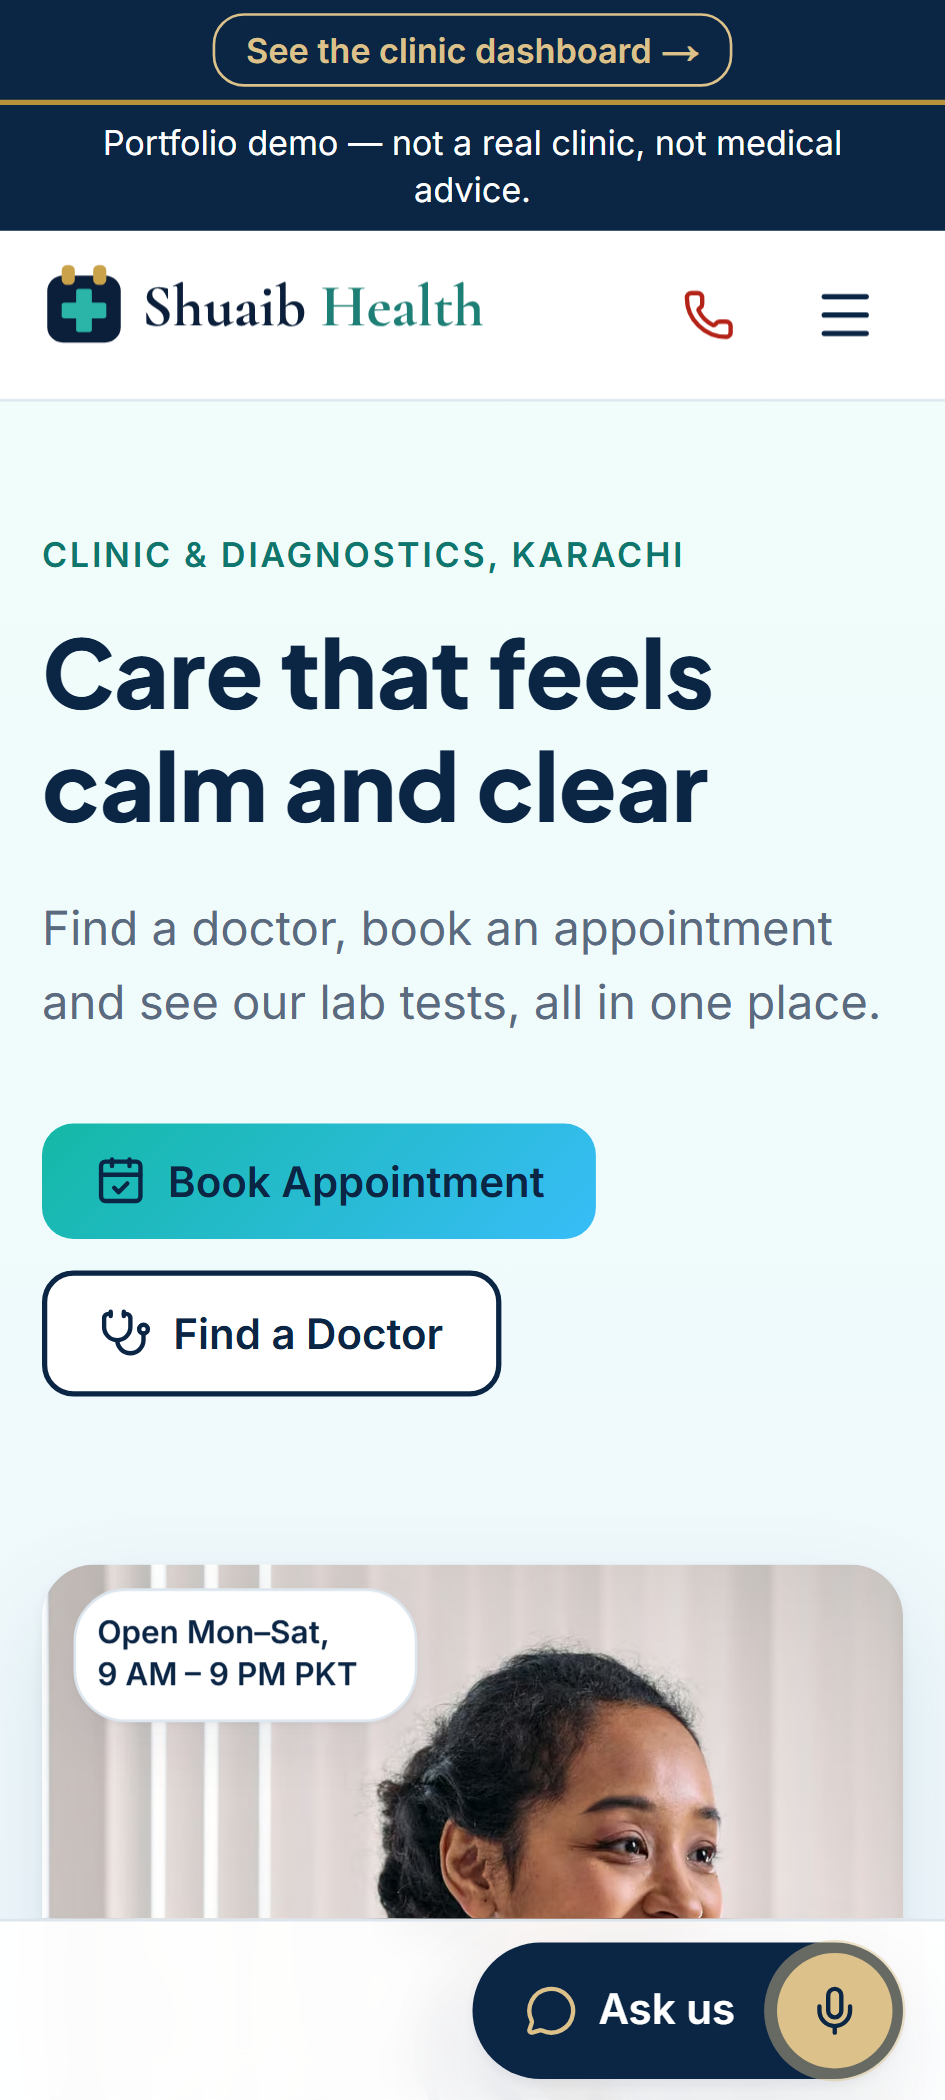 See the clinic dashboard →
Portfolio demo — not a real clinic, not medical
advice.
Shuaib Health
CLINIC & DIAGNOSTICS, KARACHI
Care that feels
calm and clear
Find a doctor, book an appointment
and see our lab tests, all in one place.
Book Appointment
Find a Doctor
Open Mon–Sat,
9 AM – 9 PM PKT
Ask us